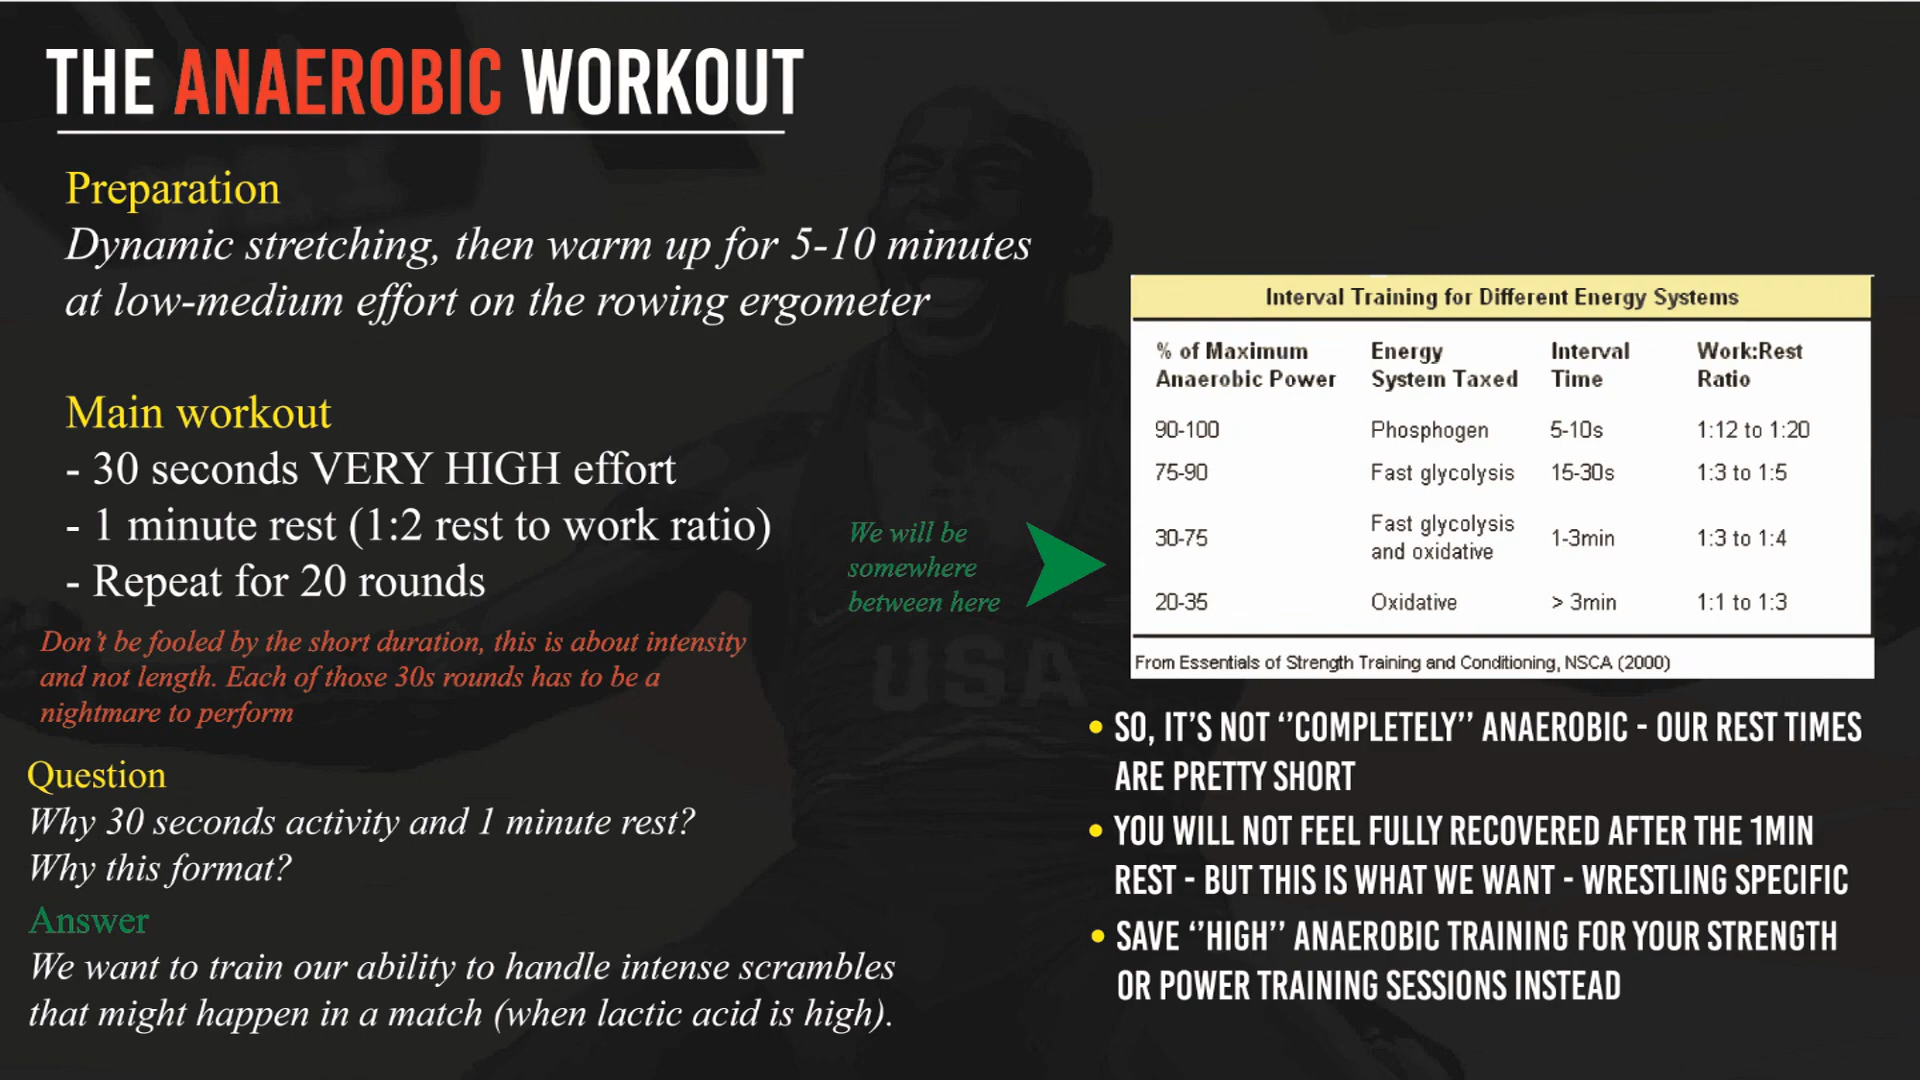 THE ANAEROBIC WORKOUT
Preparation
Dynamic stretching, then warm up for 5-10 minutes
at low-medium effort on the rowing ergometer
Main workout
- 30 seconds VERY HIGH effort
- 1 minute rest (1:2 rest to work ratio)
- Repeat for 20 rounds
Don't be fooled by the short duration, this is about intensity
and not length. Each of those 30s rounds has to be a
nightmare to perform
Question
Why 30 seconds activity and 1 minute rest?
Why this format?
Answer
We want to train our ability to handle intense scrambles
that might happen in a match (when lactic acid is high).
We will be
somewhere
between here
Interval Training for Different Energy Systems
% of Maximum Anaerobic Power Energy System Taxed Interval Time Work:Rest Ratio
90-100 Phosphogen 5-10s 1:12 to 1:20
75-90 Fast glycolysis 15-30s 1:3 to 1:5
30-75 Fast glycolysis and oxidative 1-3min 1:3 to 1:4
20-35 Oxidative > 3min 1:1 to 1:3
From Essentials of Strength Training and Conditioning, NSCA (2000)
• SO, IT'S NOT ''COMPLETELY'' ANAEROBIC - OUR REST TIMES
ARE PRETTY SHORT
• YOU WILL NOT FEEL FULLY RECOVERED AFTER THE 1MIN
REST - BUT THIS IS WHAT WE WANT - WRESTLING SPECIFIC
• SAVE ''HIGH'' ANAEROBIC TRAINING FOR YOUR STRENGTH
OR POWER TRAINING SESSIONS INSTEAD
USA